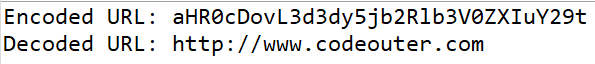 Encoded URL: aHR0cDovL3d3dy5jb2Rlb3V0ZXIuY29t
Decoded URL: http://www.codeouter.com